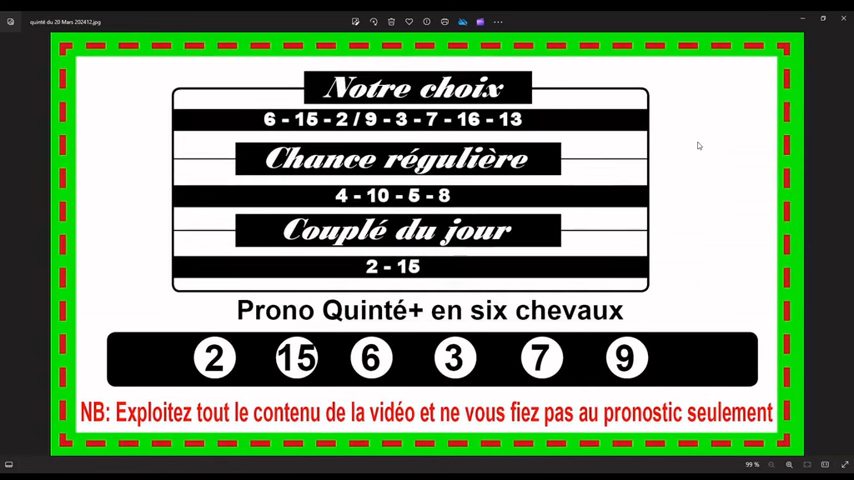 quinté du 20 Mars 202412.jpg
Notre choix
6 - 15 - 2 / 9 - 3 - 7 - 16 - 13
Chance régulière
4 - 10 - 5 - 8
Couplé du jour
2 - 15
Prono Quinté+ en six chevaux
2 15 6 3 7 9
NB: Exploitez tout le contenu de la vidéo et ne vous fiez pas au pronostic seulement
99 %